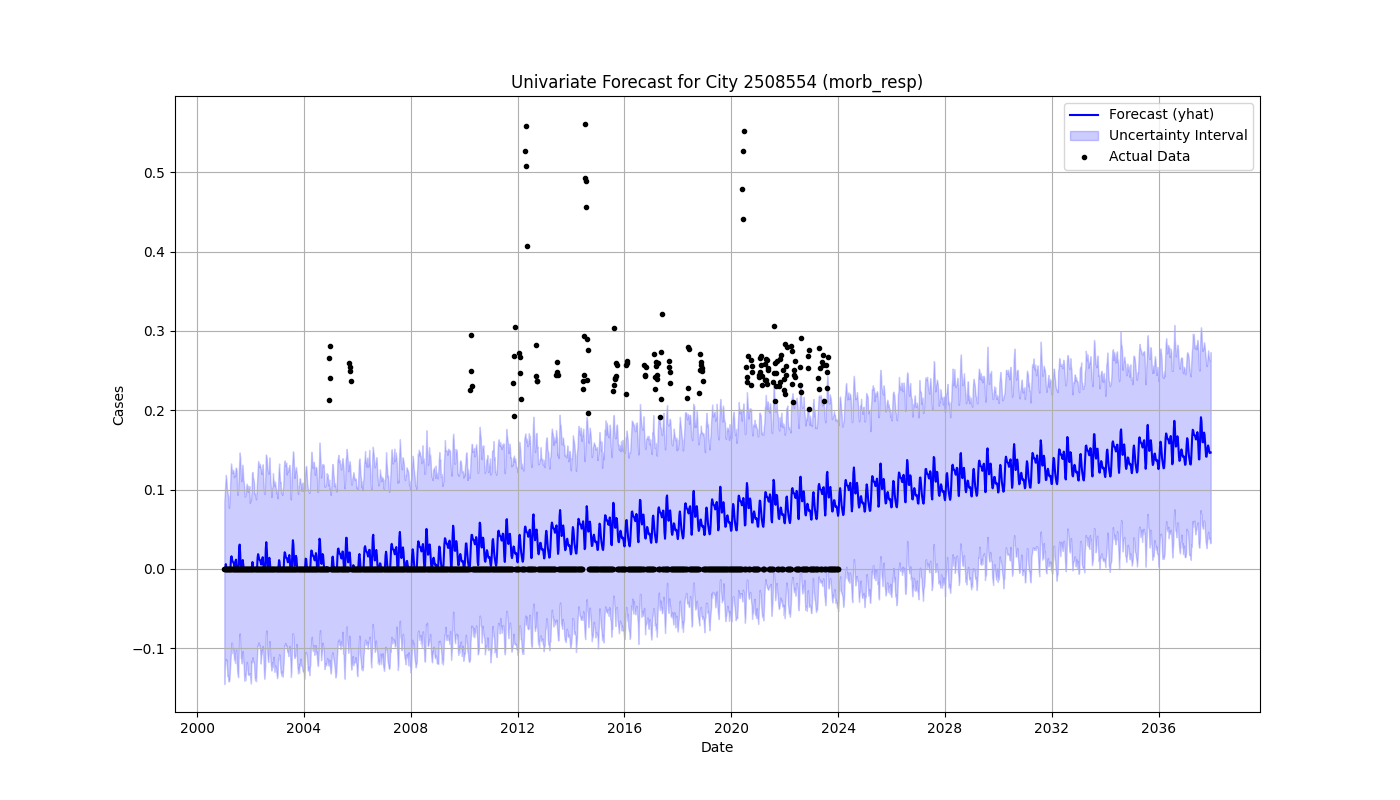 Univariate Forecast for City 2508554 (morb_resp)
Forecast (yhat)
Uncertainty Interval
Actual Data
Cases
0.5
0.4
0.3
0.2
0.1
0.0
−0.1
2000 2004 2008 2012 2016 2020 2024 2028 2032 2036
Date